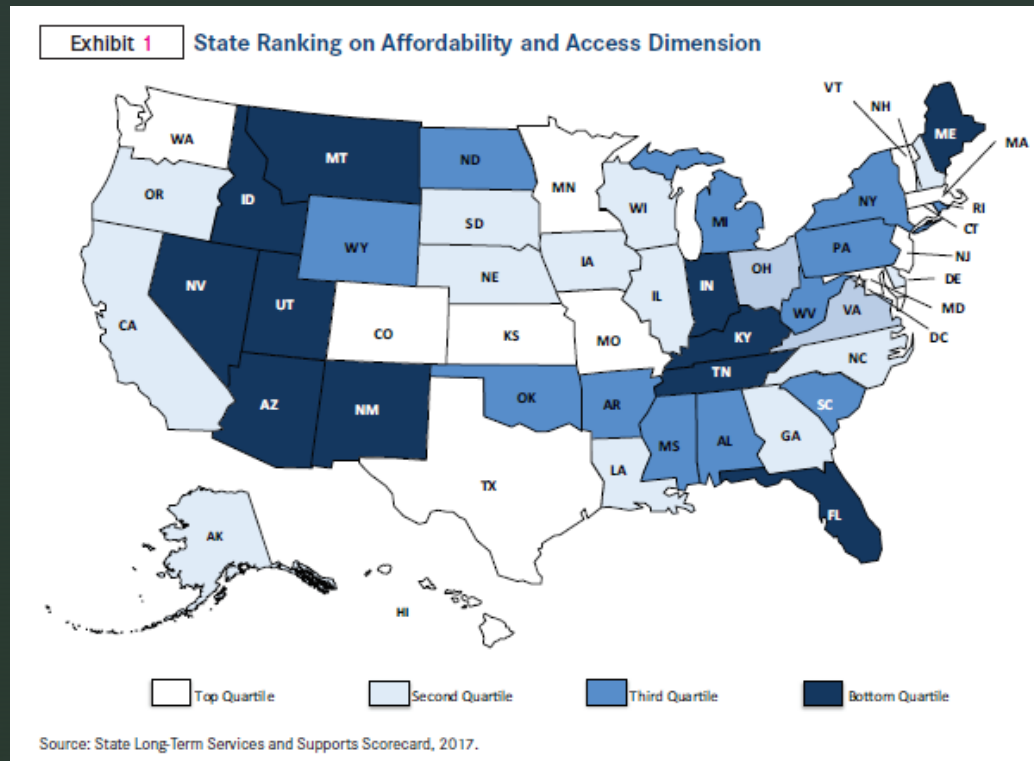 Exhibit 1 State Ranking on Affordability and Access Dimension
VT
NH
WA
ME
MA
MT
ND
MN
OR
ID
WI
NY
RI
SD
MI
CT
WY
PA
NJ
IA
OH
NE
DE
NV
IN
IL
UT
WV
VA
MD
CA
CO
KS
MO
KY
DC
NC
TN
AZ
NM
OK
AR
SC
MS
AL
GA
LA
TX
FL
AK
HI
Top Quartile Second Quartile Third Quartile Bottom Quartile
Source: State Long-Term Services and Supports Scorecard, 2017.